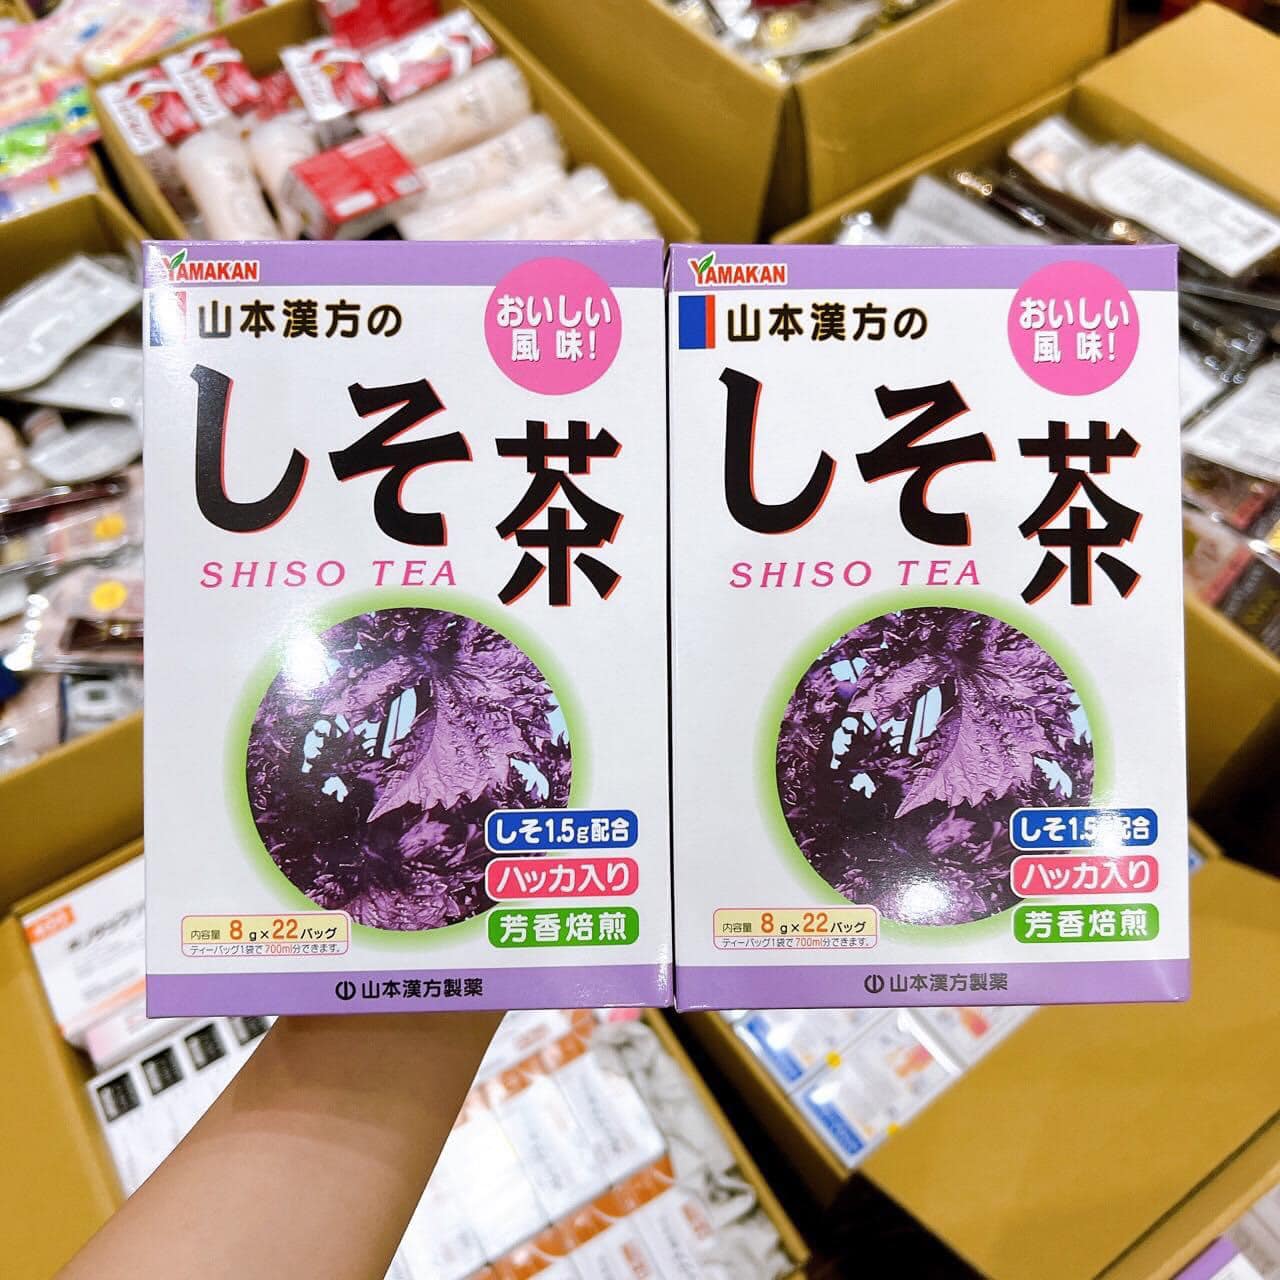 YAMAKAN
山本漢方の
おいしい
風味!
しそ茶
SHISO TEA
しそ1.5g配合
ハッカ入り
芳香焙煎
内容量 8g×22バッグ
ティーバッグ1袋で700ml分できます。
山本漢方製薬
YAMAKAN
山本漢方の
おいしい
風味!
しそ茶
SHISO TEA
しそ1.5 配合
ハッカ入り
芳香焙煎
内容量 8g×22バッグ
ティーバッグ1袋で700ml分できます。
山本漢方製薬